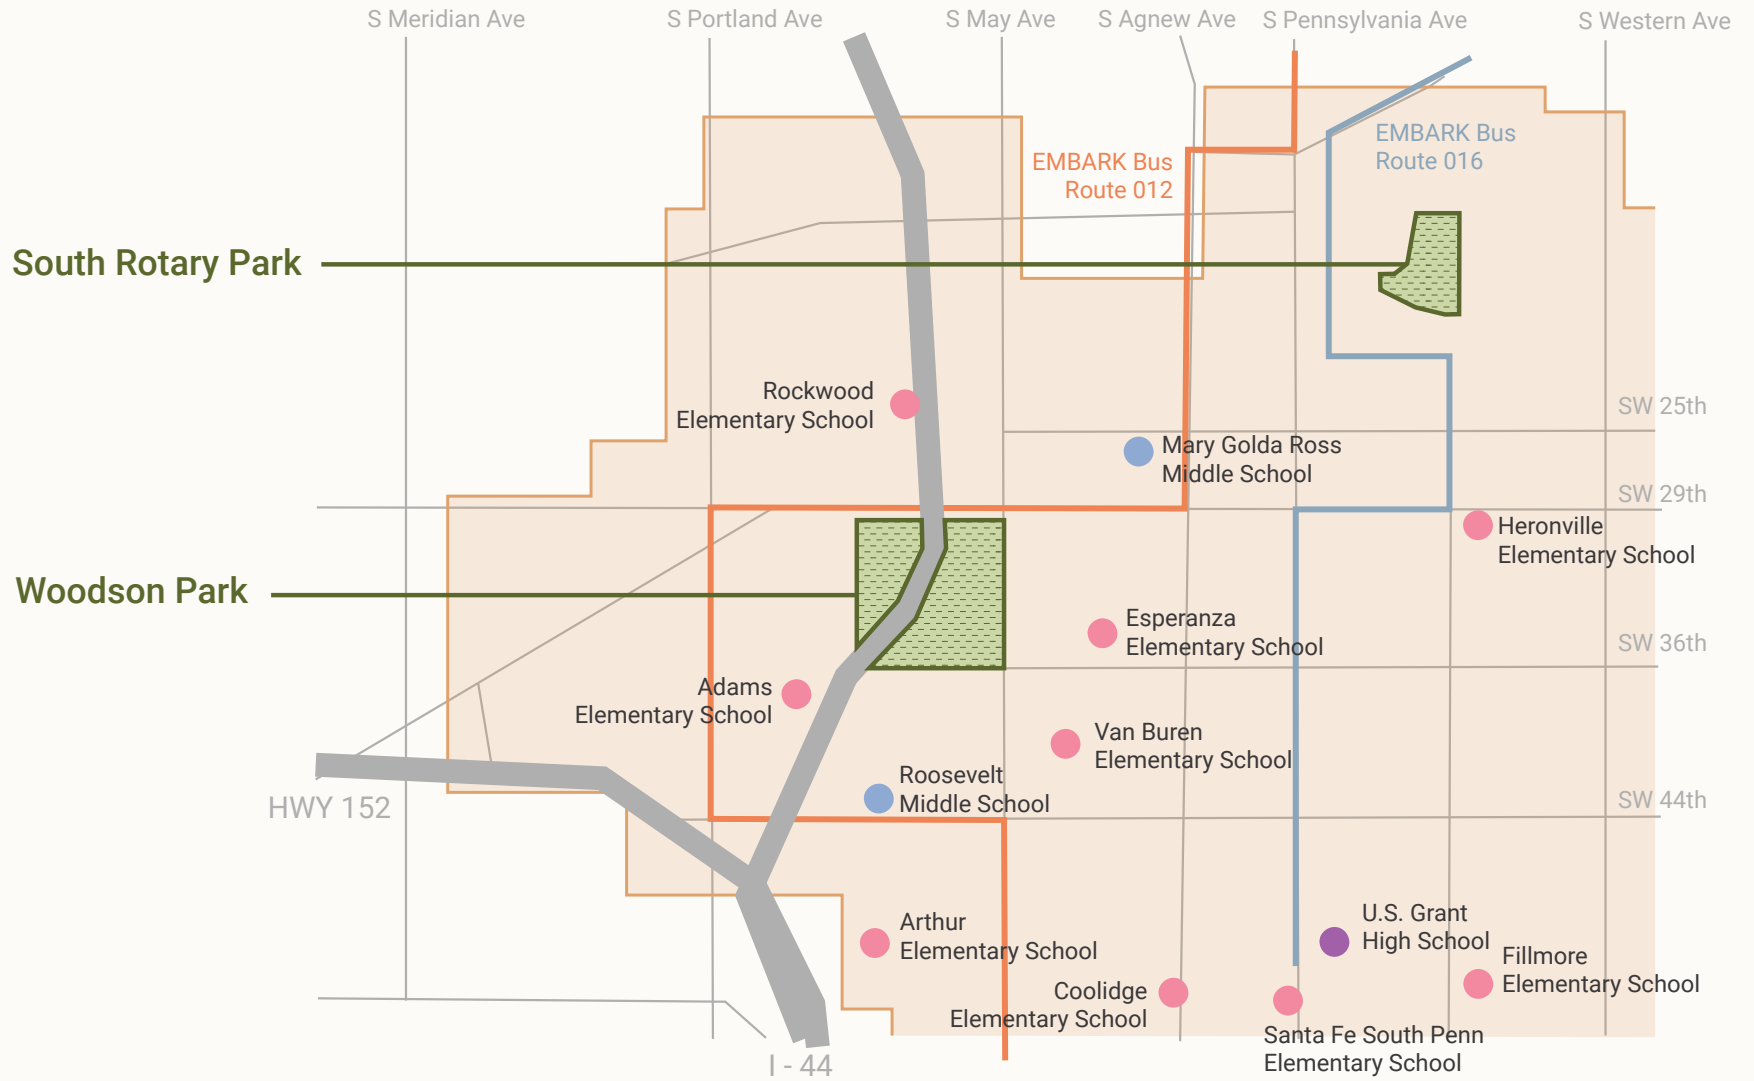 S Meridian Ave
S Portland Ave
S May Ave
S Agnew Ave
S Pennsylvania Ave
S Western Ave
EMBARK Bus
Route 012
EMBARK Bus
Route 016
South Rotary Park
Rockwood
Elementary School
SW 25th
Mary Golda Ross
Middle School
SW 29th
Heronville
Elementary School
Woodson Park
Esperanza
Elementary School
SW 36th
Adams
Elementary School
Van Buren
Elementary School
Roosevelt
Middle School
HWY 152
SW 44th
Arthur
Elementary School
U.S. Grant
High School
Fillmore
Elementary School
Coolidge
Elementary School
Santa Fe South Penn
Elementary School
I - 44